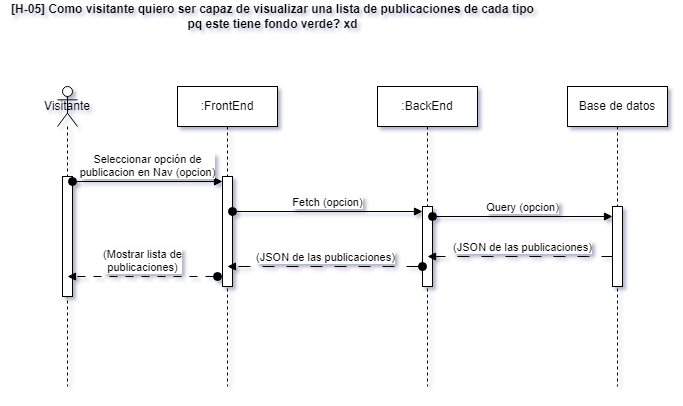 [H-05] Como visitante quiero ser capaz de visualizar una lista de publicaciones de cada tipo
pq este tiene fondo verde? xd
Visitante
:FrontEnd
:BackEnd
Base de datos
Seleccionar opción de
publicacion en Nav (opcion)
Fetch (opcion)
Query (opcion)
(JSON de las publicaciones)
(JSON de las publicaciones)
(Mostrar lista de
publicaciones)